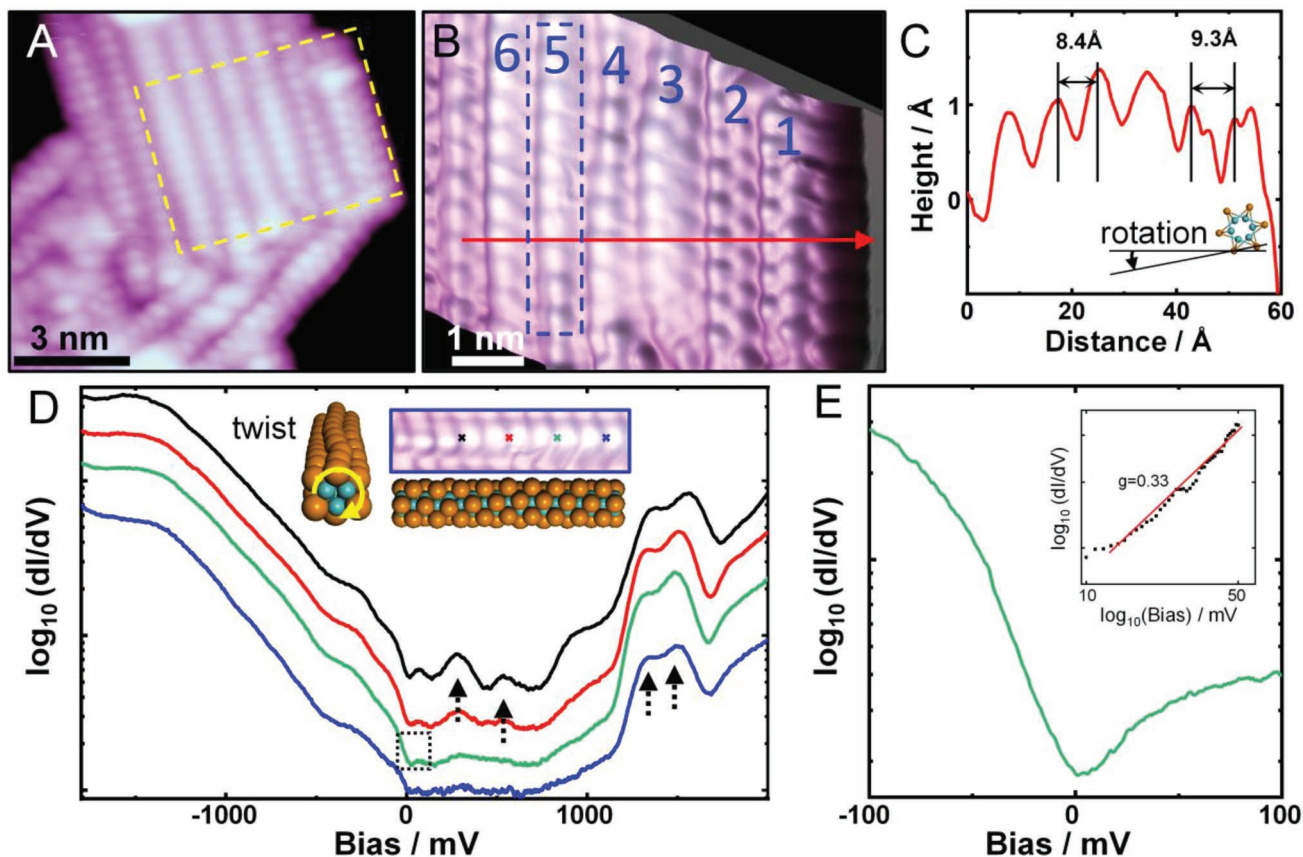 A
3 nm
B
6 5 4 3 2 1
1 nm
C
8.4Å
9.3Å
Height / Å
1
0
rotation
0 20 40 60
Distance / Å
D
twist
log10 (dI/dV)
-1000 0 1000
Bias / mV
E
log10 (dI/dV)
g=0.33
log10 (dI/dV)
10 50
log10(Bias) / mV
-100 0 100
Bias / mV